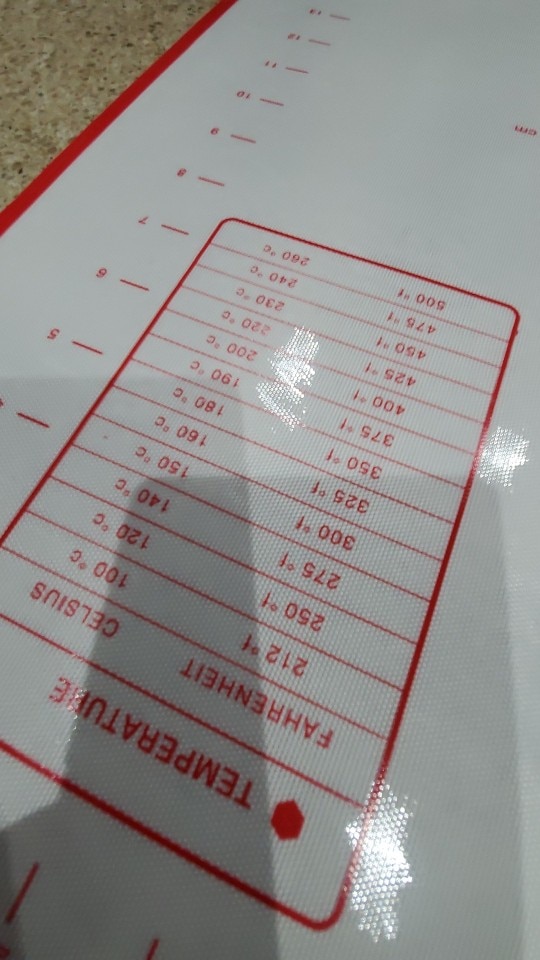 TEMPERATURE
FAHRENHEIT CELSIUS
212 °f 100 °c
250 °f 120 °c
275 °f 140 °c
300 °f 150 °c
325 °f 160 °c
350 °f 180 °c
375 °f 190 °c
400 °f 200 °c
425 °f 220 °c
450 °f 230 °c
475 °f 240 °c
500 °f 260 °c
5
6
7
8
9
10
11
12
13
cm